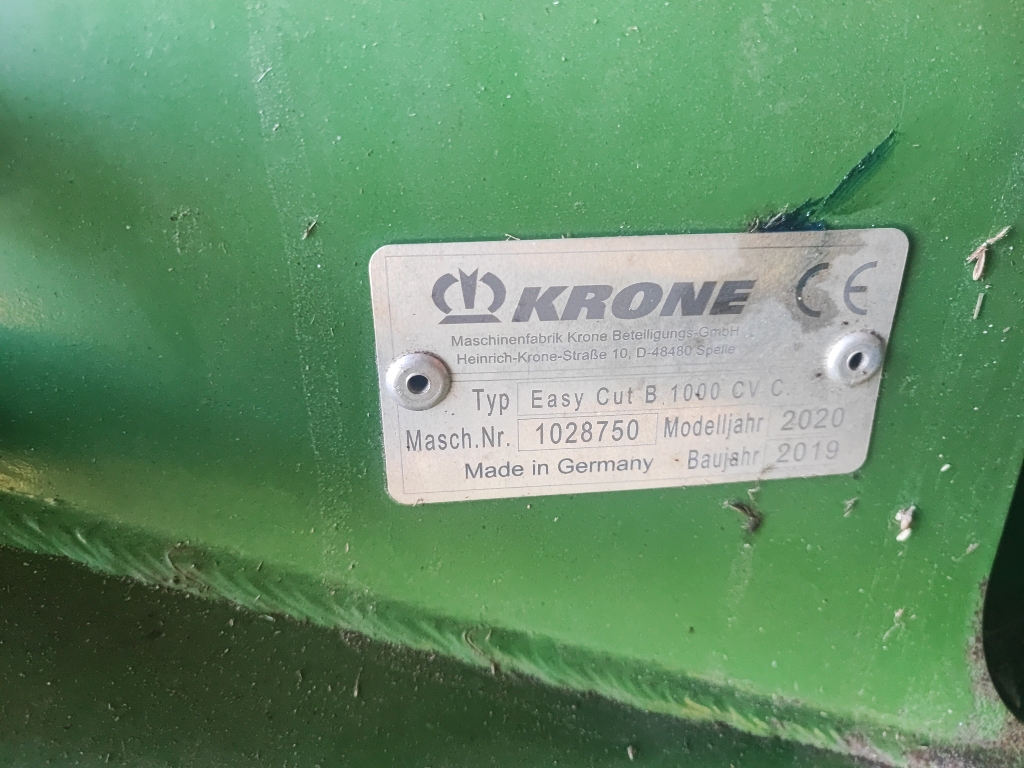 KRONE CE
Maschinenfabrik Krone Beteiligungs-GmbH
Heinrich-Krone-Straße 10, D-48480 Spelle
Typ Easy Cut B 1000 CV C
Masch.Nr. 1028750 Modelljahr 2020
Made in Germany Baujahr 2019